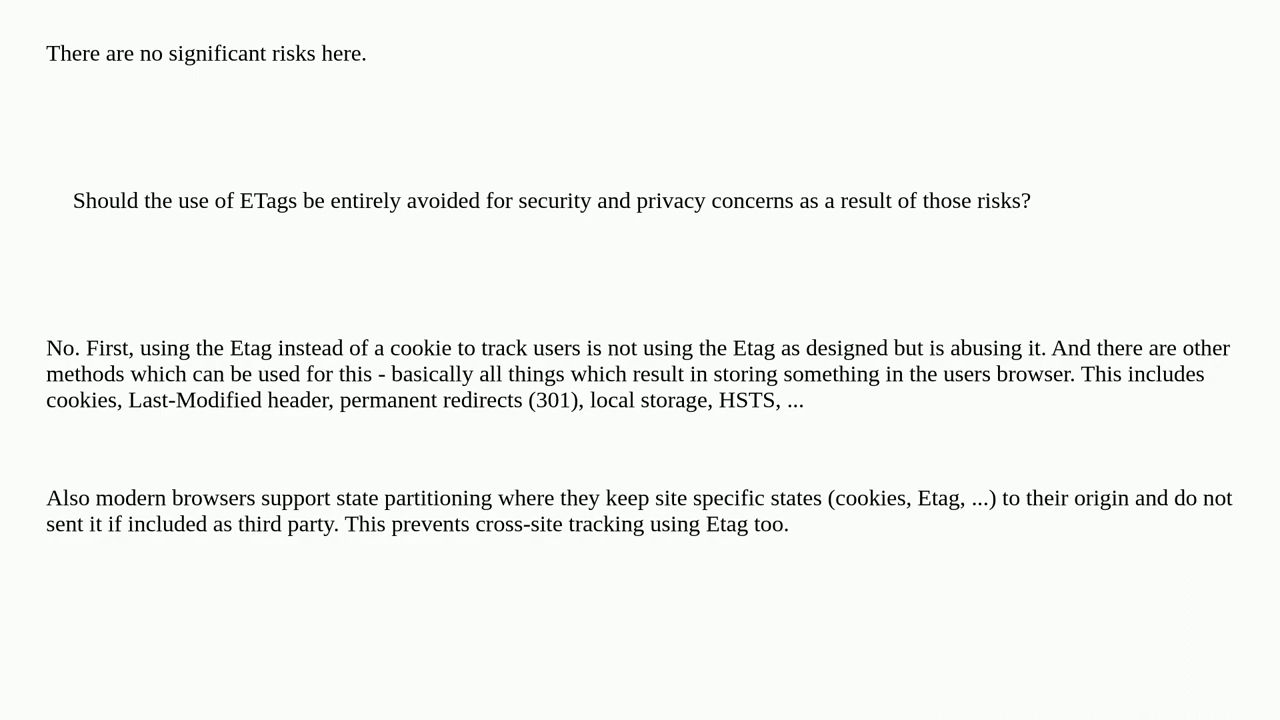 There are no significant risks here.
Should the use of ETags be entirely avoided for security and privacy concerns as a result of those risks?
No. First, using the Etag instead of a cookie to track users is not using the Etag as designed but is abusing it. And there are other
methods which can be used for this - basically all things which result in storing something in the users browser. This includes
cookies, Last-Modified header, permanent redirects (301), local storage, HSTS, ...
Also modern browsers support state partitioning where they keep site specific states (cookies, Etag, ...) to their origin and do not
sent it if included as third party. This prevents cross-site tracking using Etag too.